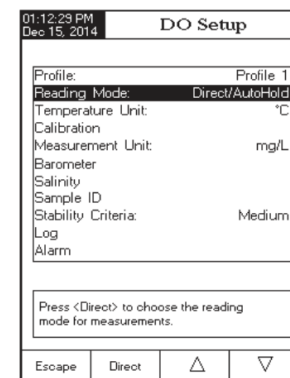 01:12:29 PM
Dec 15, 2014
DO Setup
Profile: Profile 1
Reading Mode: Direct/AutoHold
Temperature Unit: °C
Calibration
Measurement Unit: mg/L
Barometer
Salinity
Sample ID
Stability Criteria: Medium
Log
Alarm
Press <Direct> to choose the reading
mode for measurements.
Escape Direct △ ▽